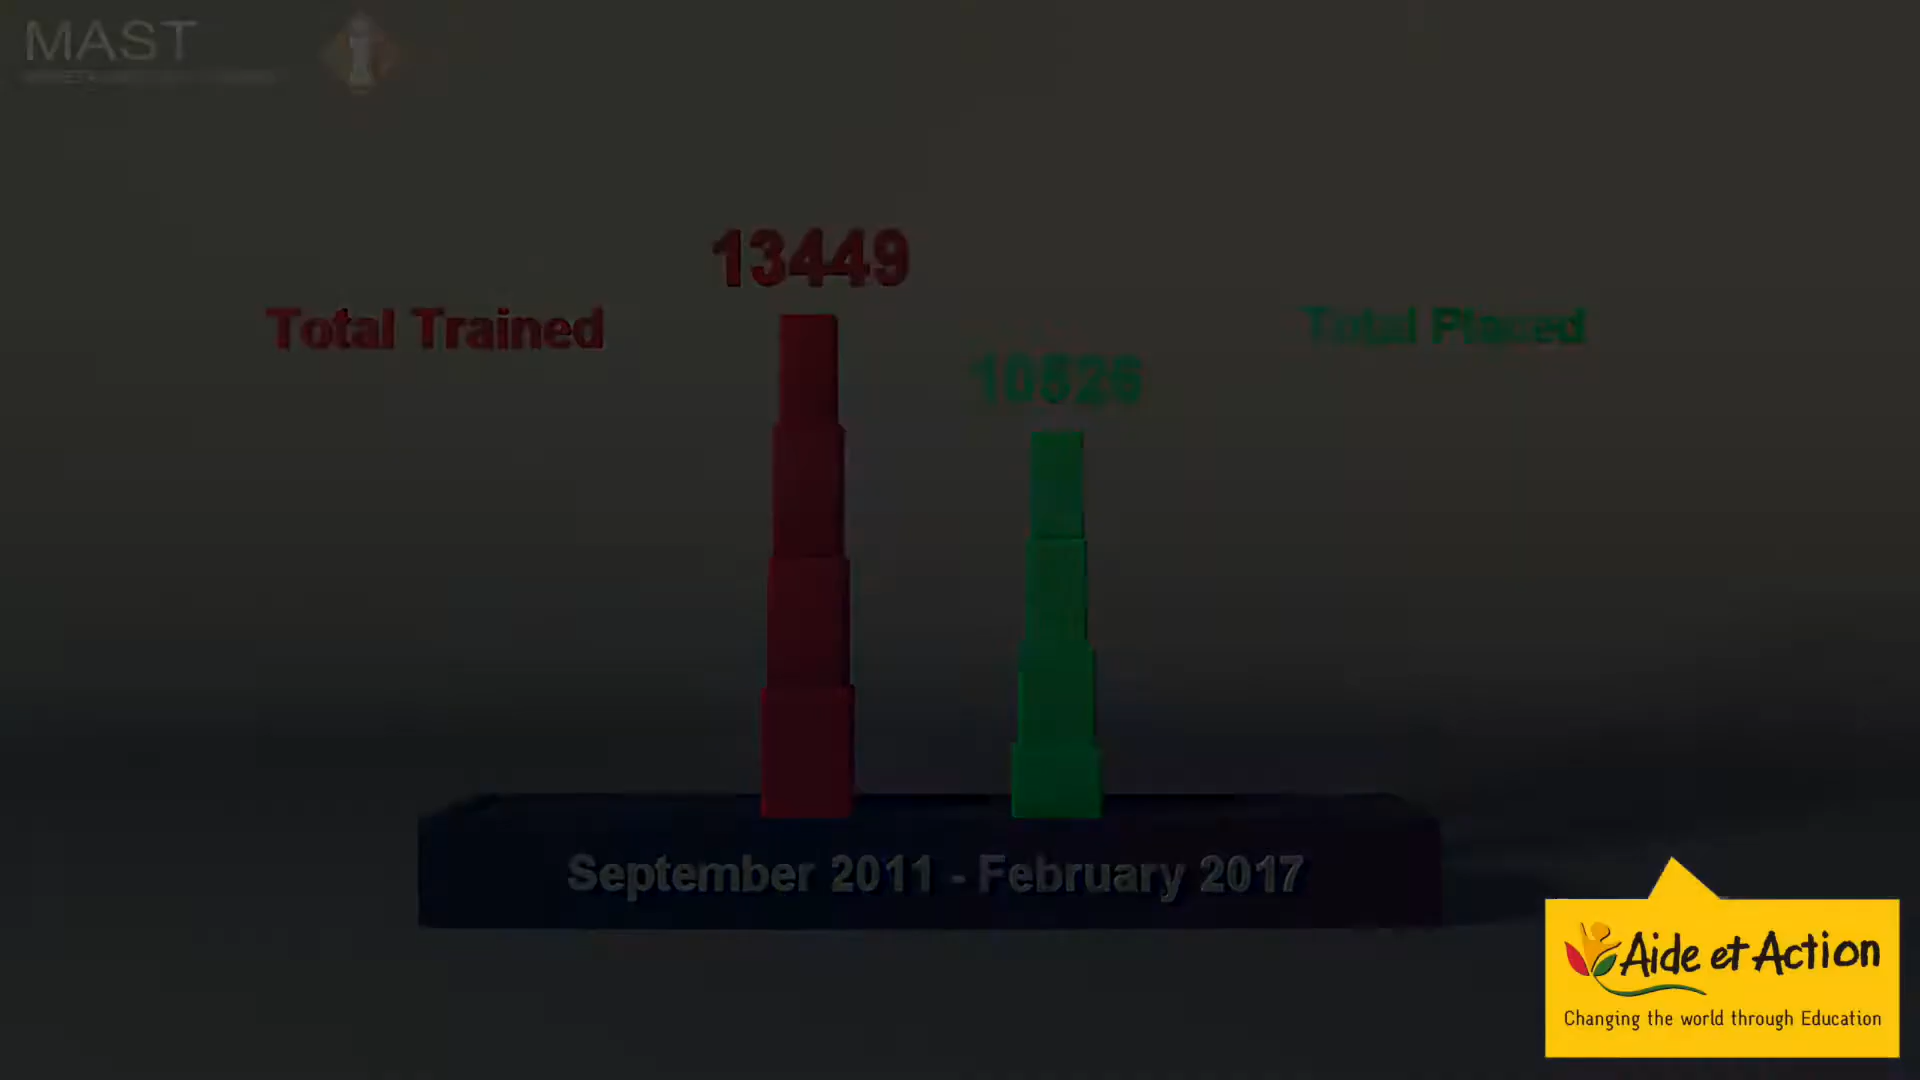 MAST
13449
Total Trained
Total Placed
10526
September 2011 - February 2017
Aide et Action
Changing the world through Education